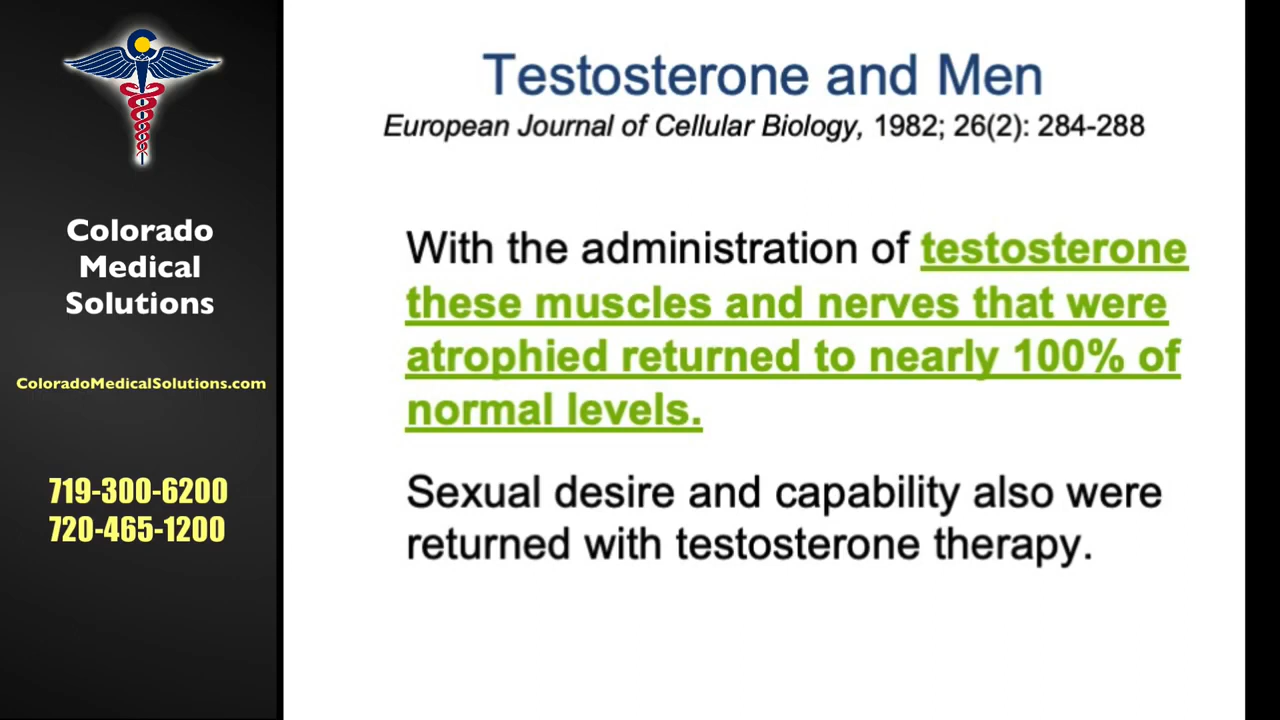 Colorado
Medical
Solutions
ColoradoMedicalSolutions.com
719-300-6200
720-465-1200
Testosterone and Men
European Journal of Cellular Biology, 1982; 26(2): 284-288
With the administration of testosterone
these muscles and nerves that were
atrophied returned to nearly 100% of
normal levels.
Sexual desire and capability also were
returned with testosterone therapy.